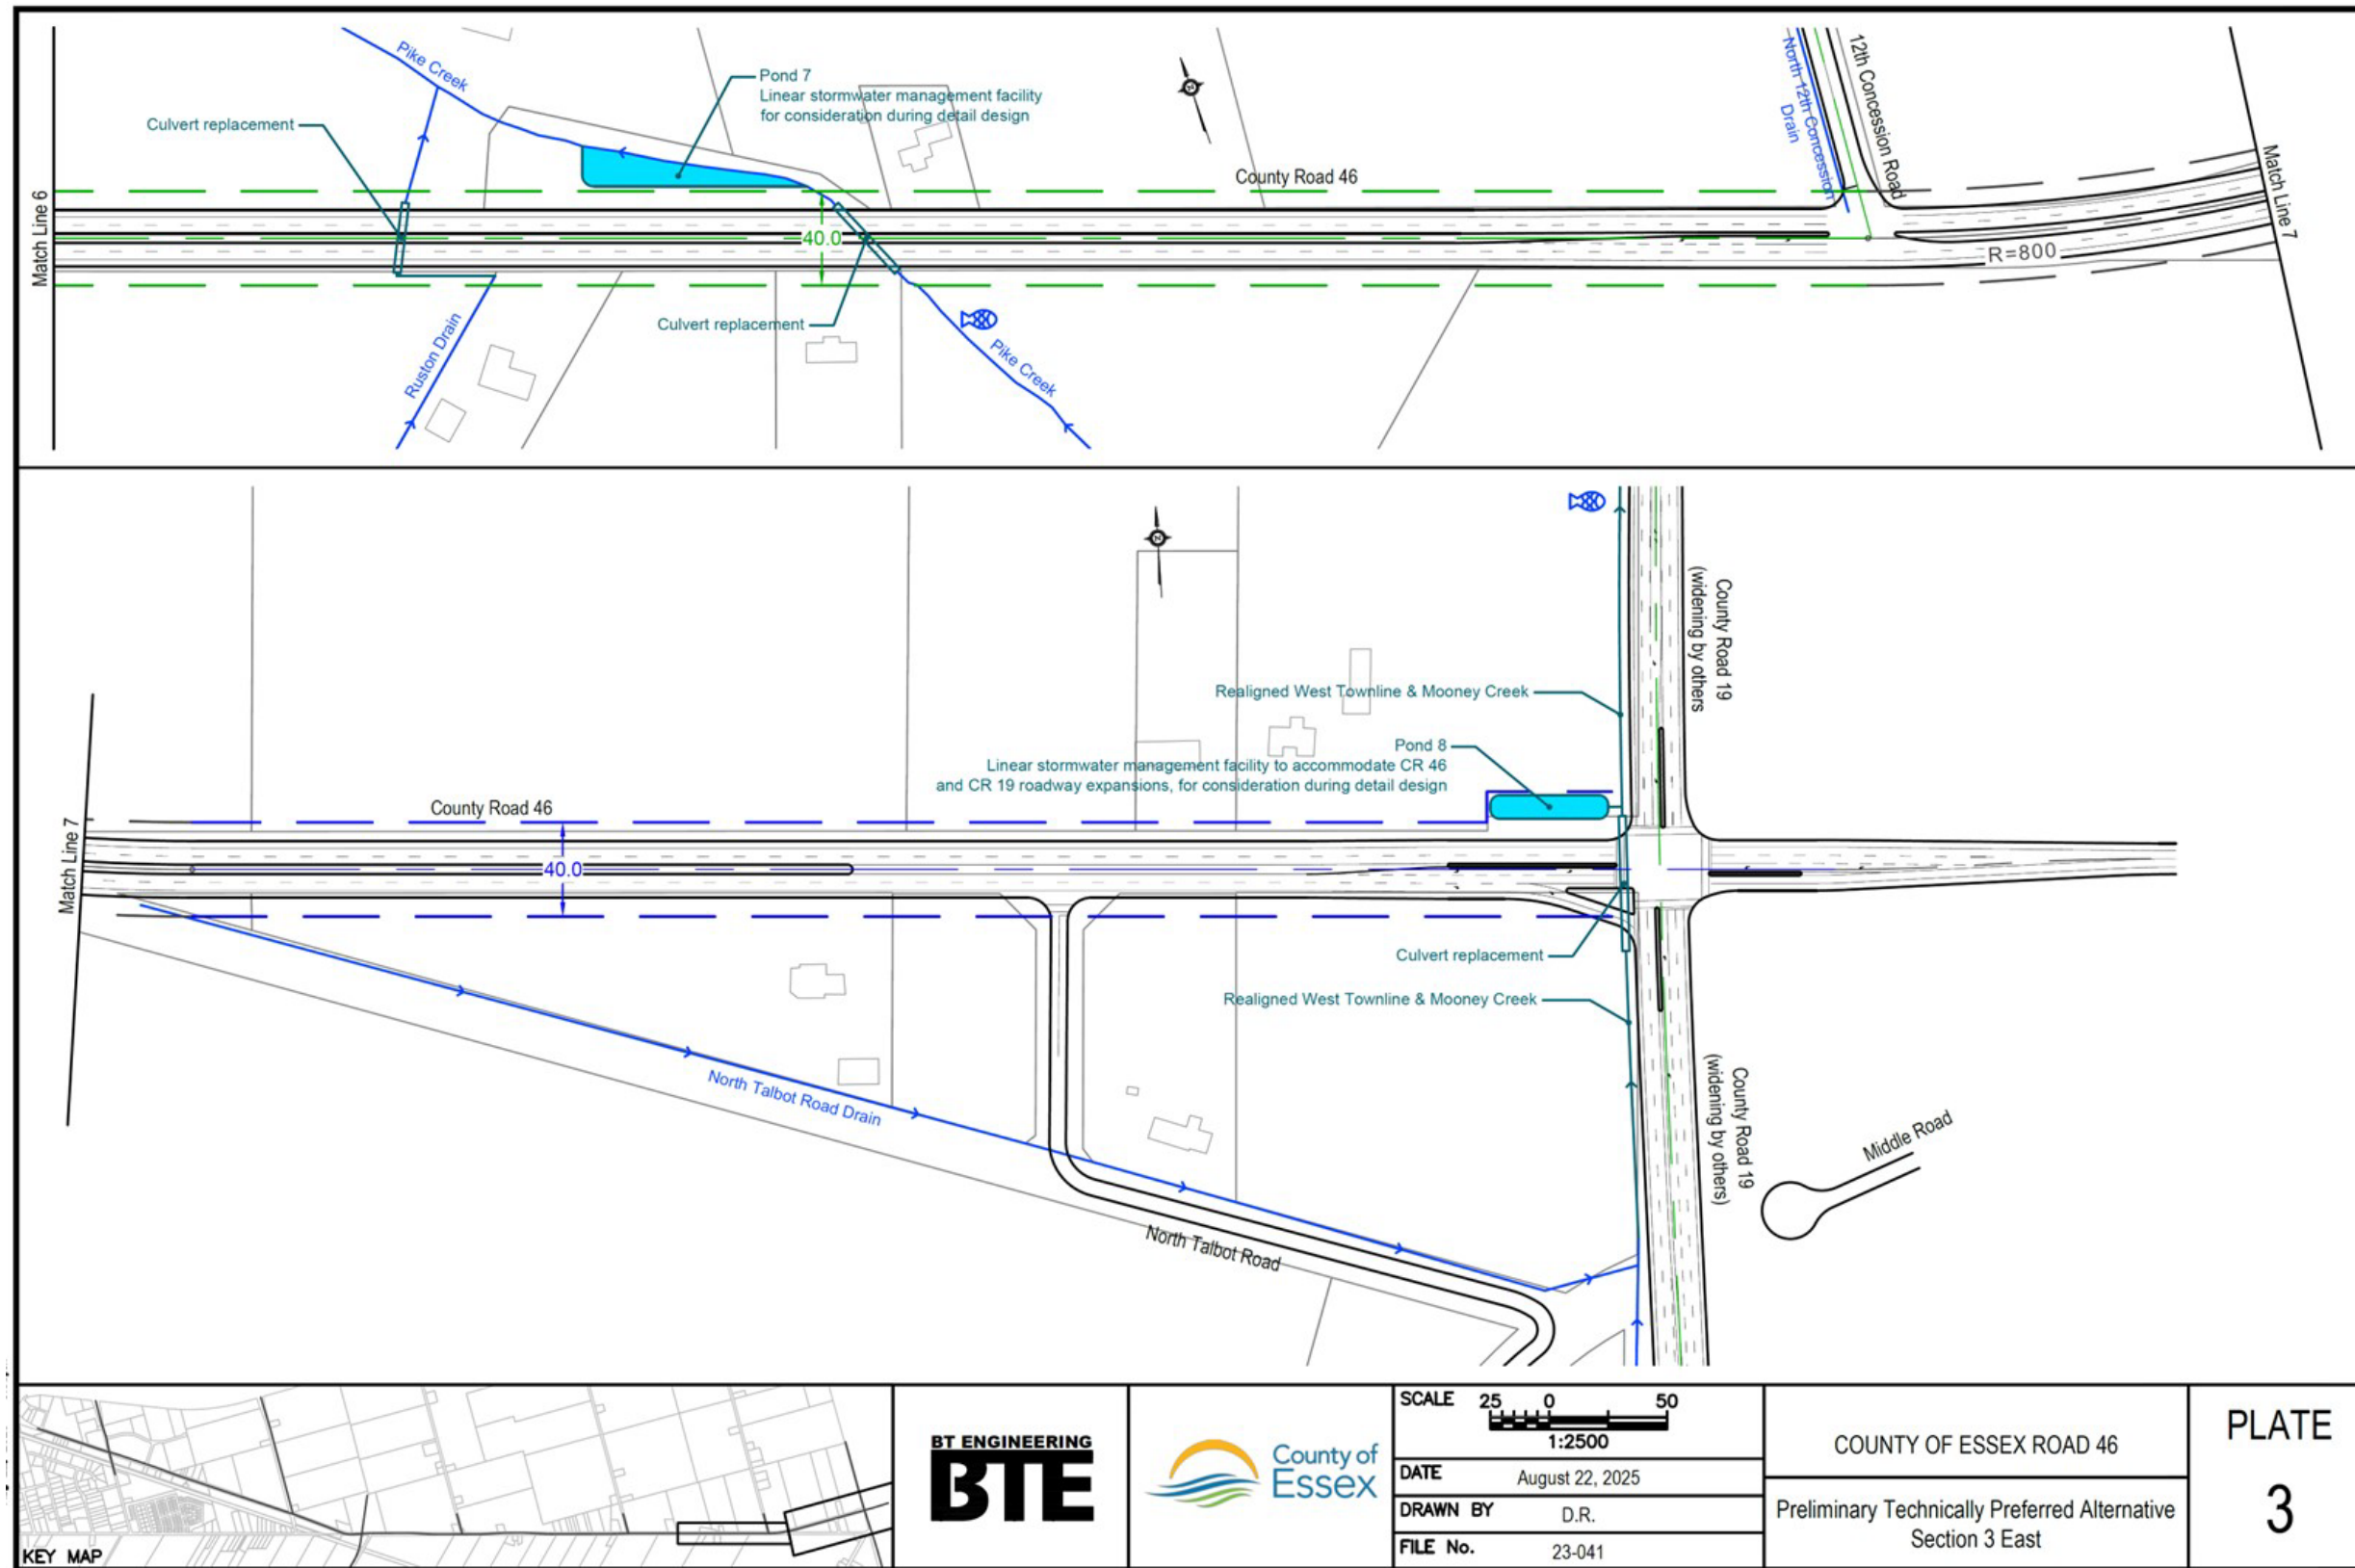 Pike Creek
Pond 7
Linear stormwater management facility
for consideration during detail design
Culvert replacement
North 12th Concession
Drain
12th Concession Road
County Road 46
Match Line 6
Match Line 7
40.0
R=800
Culvert replacement
Ruston Drain
Pike Creek
N
N
County Road 19
(widening by others
Realigned West Townline & Mooney Creek
Pond 8
Linear stormwater management facility to accommodate CR 46
and CR 19 roadway expansions, for consideration during detail design
County Road 46
Match Line 7
40.0
Culvert replacement
Realigned West Townline & Mooney Creek
North Talbot Road Drain
County Road 19
(widening by others)
Middle Road
North Talbot Road
KEY MAP
BT ENGINEERING
BTE
County of
Essex
SCALE 25 0 50
1:2500
DATE August 22, 2025
DRAWN BY D.R.
FILE No. 23-041
COUNTY OF ESSEX ROAD 46
Preliminary Technically Preferred Alternative
Section 3 East
PLATE
3